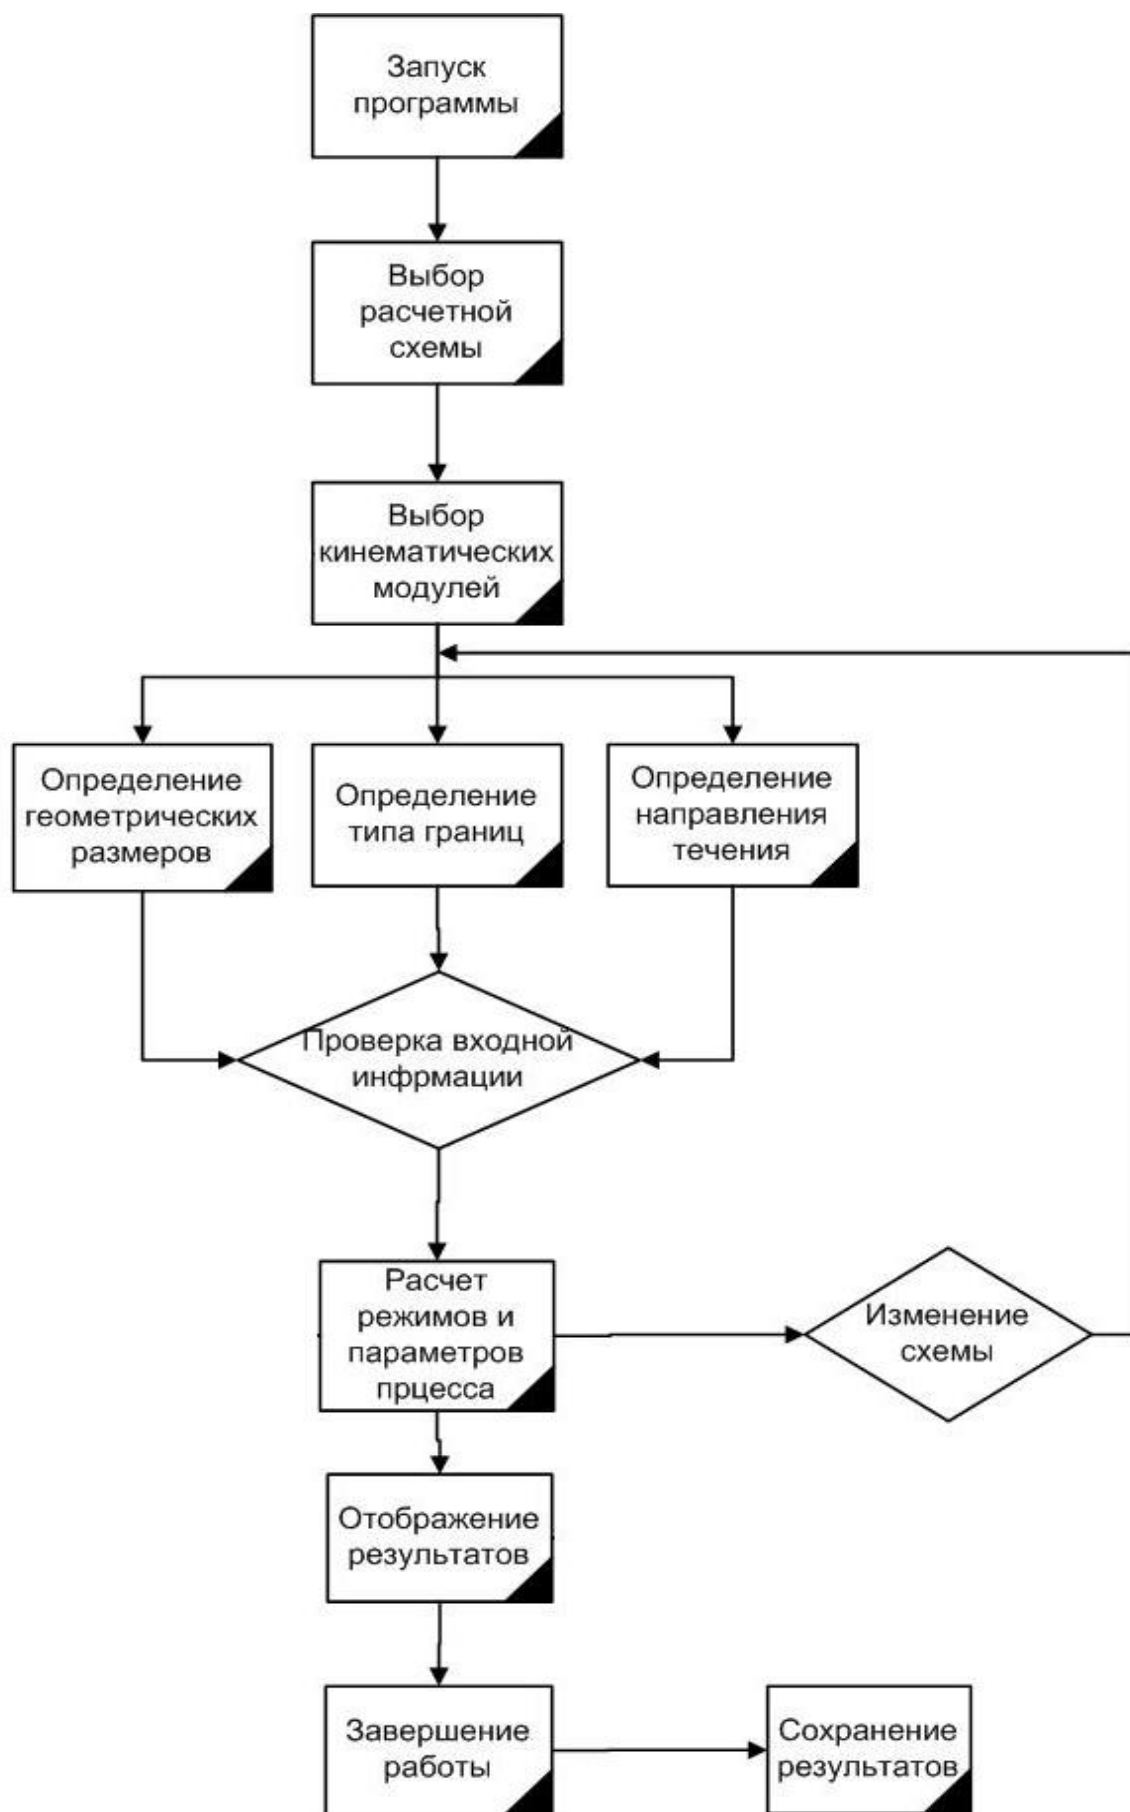 Запуск
программы
Выбор
расчетной
схемы
Выбор
кинематических
модулей
Определение
геометрических
размеров
Определение
типа границ
Определение
направления
течения
Проверка входной
инфрмации
Расчет
режимов и
параметров
прцесса
Изменение
схемы
Отображение
результатов
Завершение
работы
Сохранение
результатов